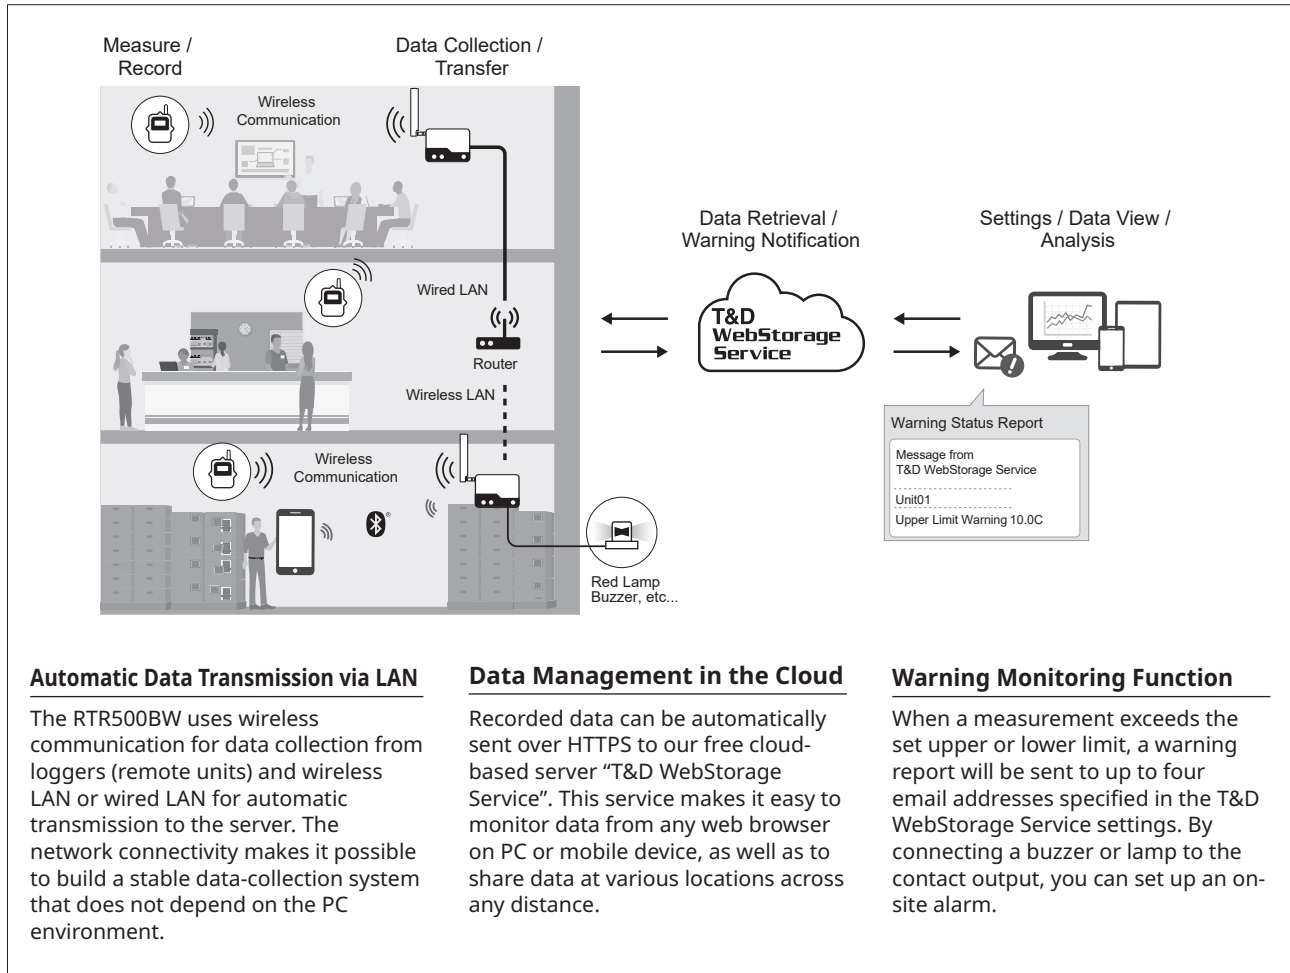 Measure /
Record
Data Collection /
Transfer
Wireless
Communication
Data Retrieval /
Warning Notification
Settings / Data View /
Analysis
Wired LAN
T&D
WebStorage
Service
Router
Wireless LAN
Warning Status Report
Message from
T&D WebStorage Service
Unit01
Upper Limit Warning 10.0C
Wireless
Communication
®
Red Lamp
Buzzer, etc...
Automatic Data Transmission via LAN
The RTR500BW uses wireless
communication for data collection from
loggers (remote units) and wireless
LAN or wired LAN for automatic
transmission to the server. The
network connectivity makes it possible
to build a stable data-collection system
that does not depend on the PC
environment.
Data Management in the Cloud
Recorded data can be automatically
sent over HTTPS to our free cloud-
based server “T&D WebStorage
Service”. This service makes it easy to
monitor data from any web browser
on PC or mobile device, as well as to
share data at various locations across
any distance.
Warning Monitoring Function
When a measurement exceeds the
set upper or lower limit, a warning
report will be sent to up to four
email addresses specified in the T&D
WebStorage Service settings. By
connecting a buzzer or lamp to the
contact output, you can set up an on-
site alarm.